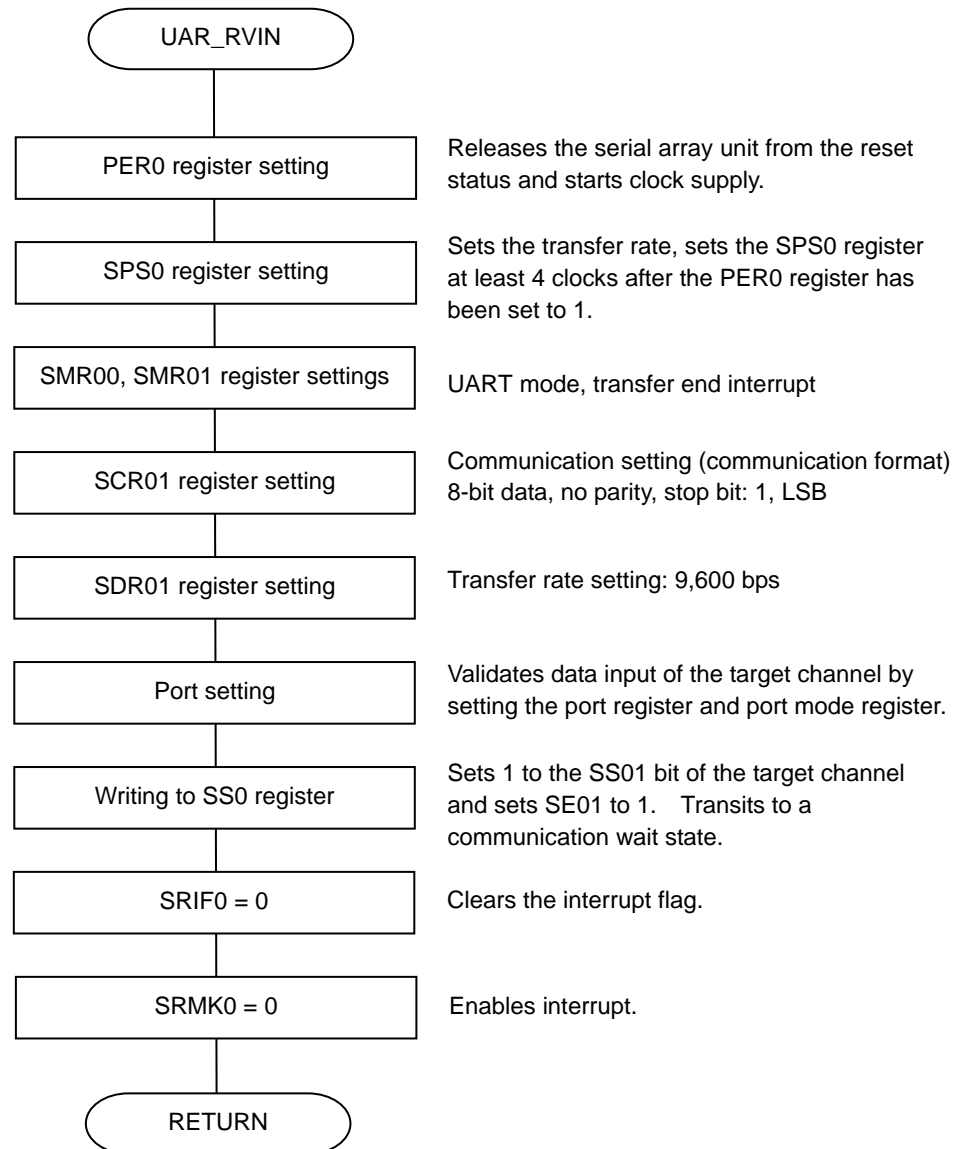 UAR_RVIN
PER0 register setting
Releases the serial array unit from the reset
status and starts clock supply.
SPS0 register setting
Sets the transfer rate, sets the SPS0 register
at least 4 clocks after the PER0 register has
been set to 1.
SMR00, SMR01 register settings
UART mode, transfer end interrupt
SCR01 register setting
Communication setting (communication format)
8-bit data, no parity, stop bit: 1, LSB
SDR01 register setting
Transfer rate setting: 9,600 bps
Port setting
Validates data input of the target channel by
setting the port register and port mode register.
Writing to SS0 register
Sets 1 to the SS01 bit of the target channel
and sets SE01 to 1. Transits to a
communication wait state.
SRIF0 = 0
Clears the interrupt flag.
SRMK0 = 0
Enables interrupt.
RETURN